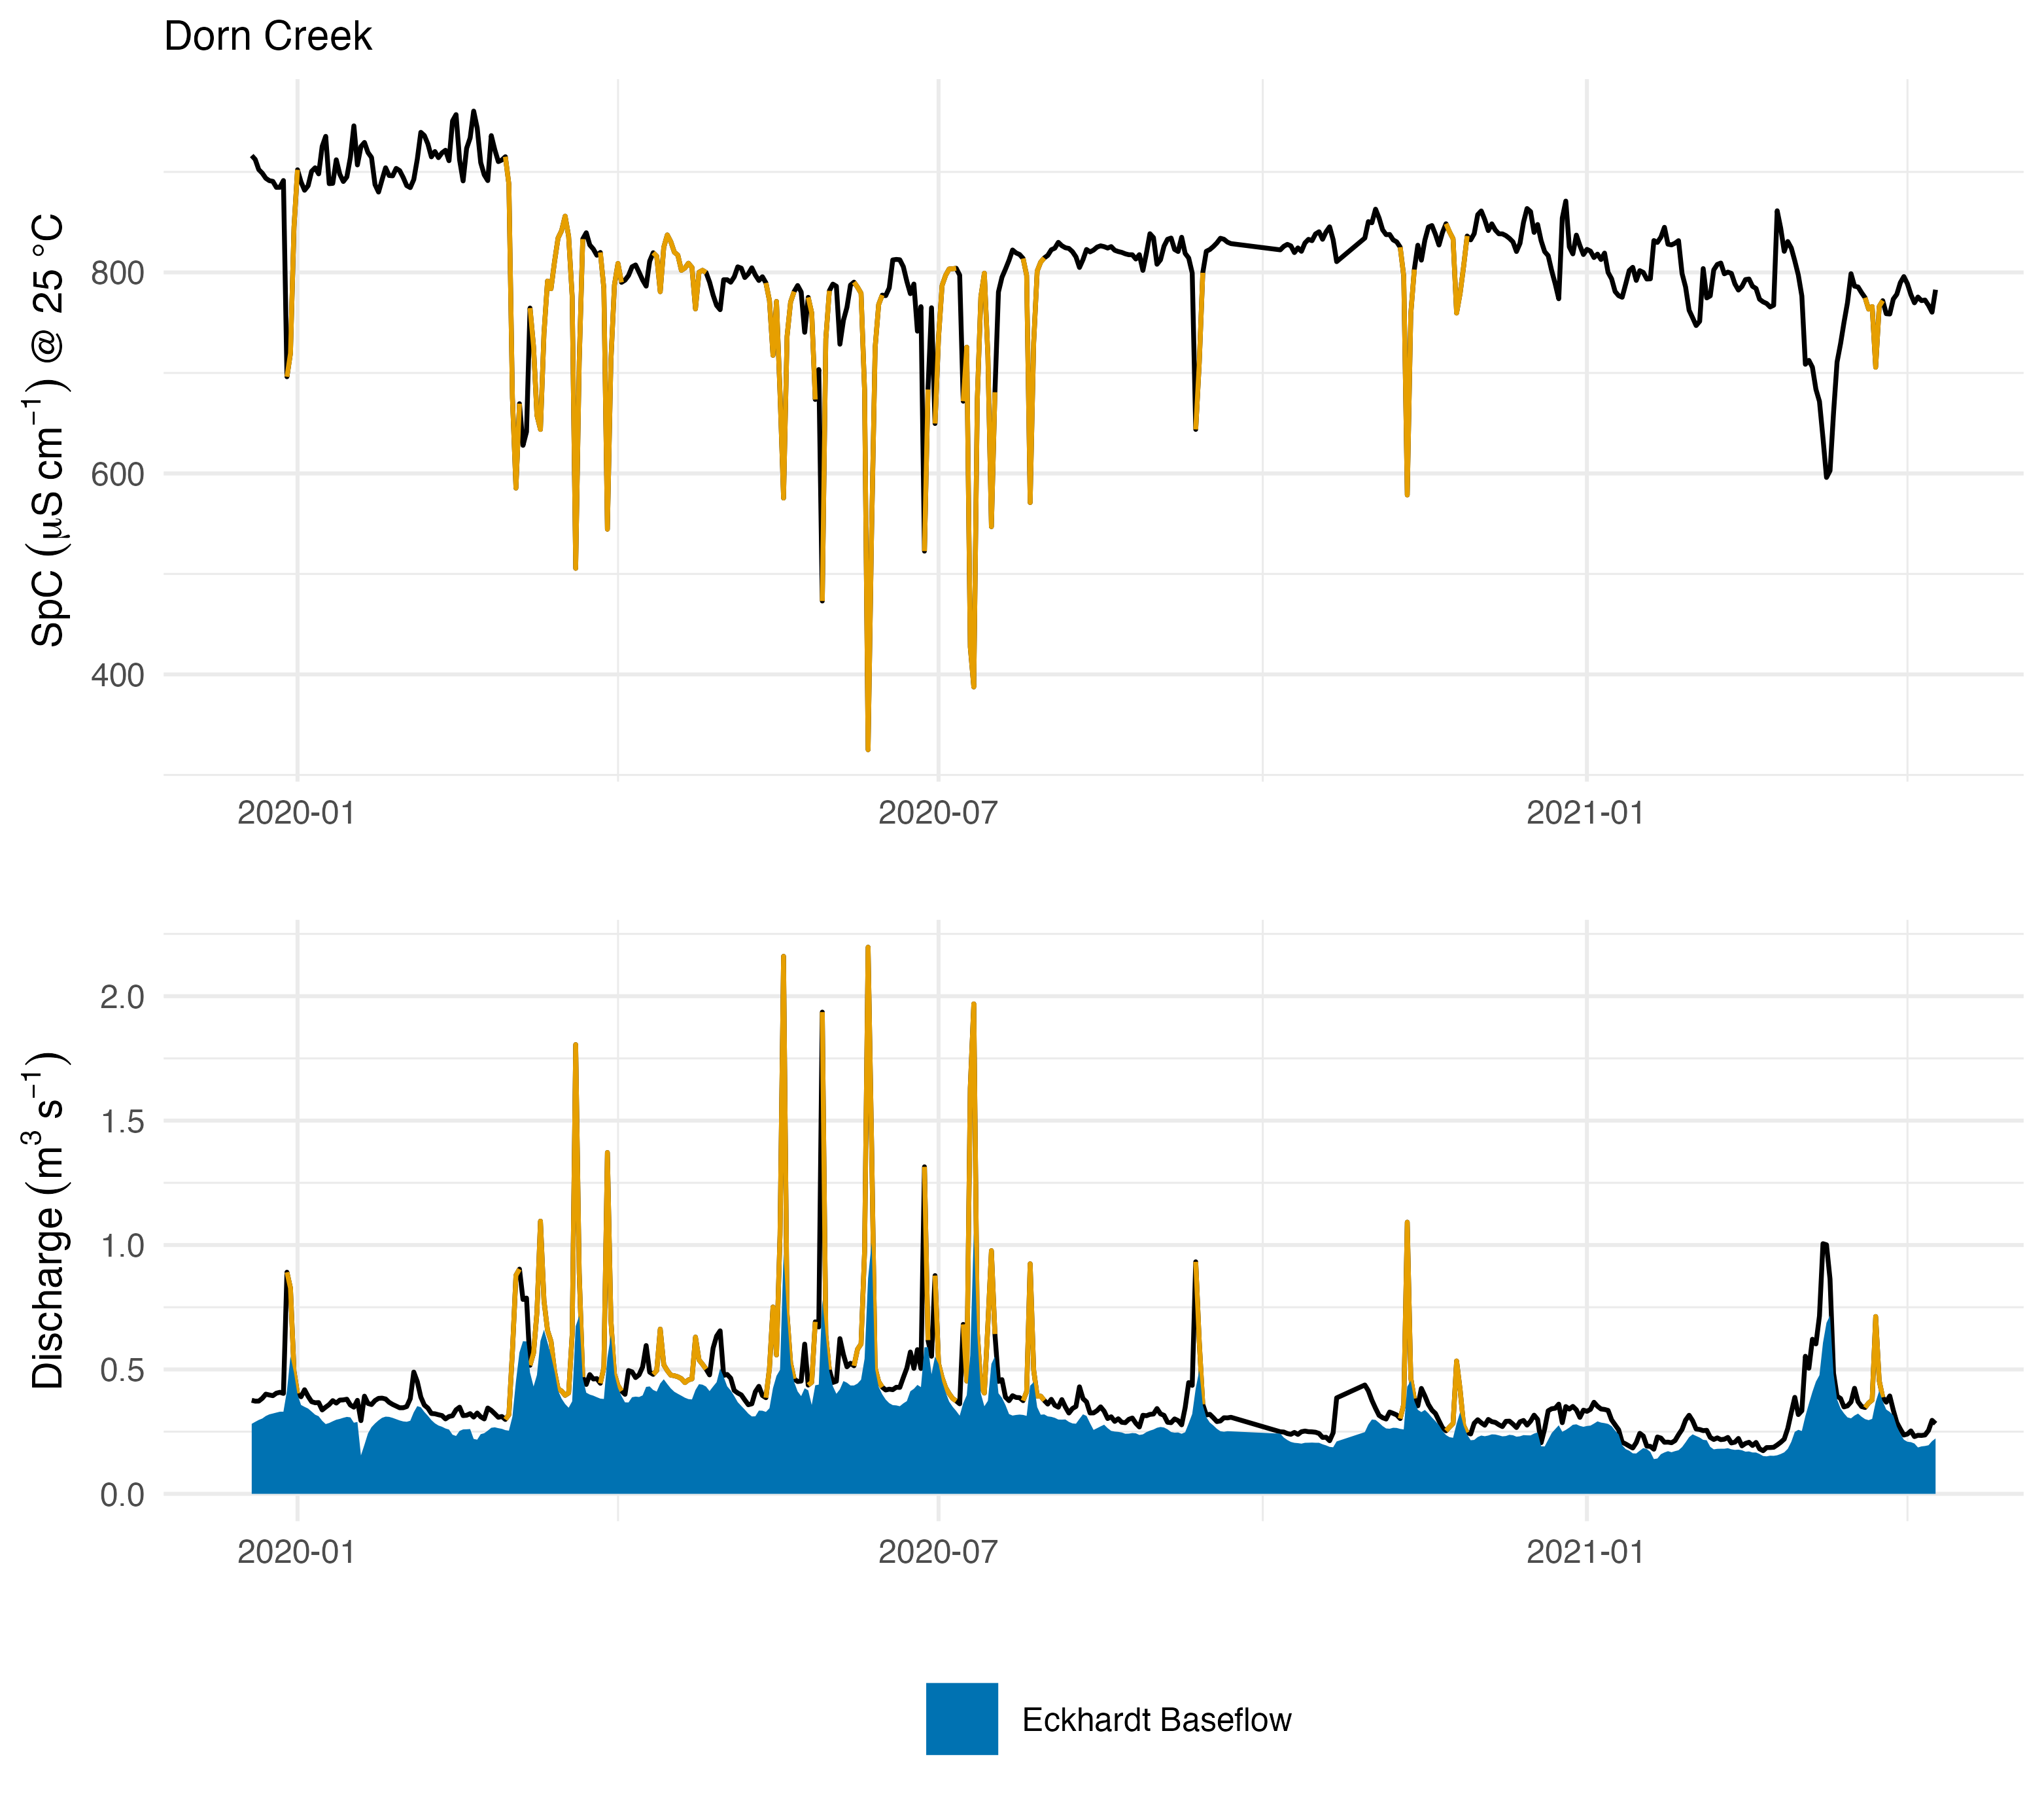 Dorn Creek
SpC (μS cm⁻¹) @ 25 °C
800
600
400
2020-01 2020-07 2021-01
Discharge (m³ s⁻¹)
2.0
1.5
1.0
0.5
0.0
2020-01 2020-07 2021-01
Eckhardt Baseflow